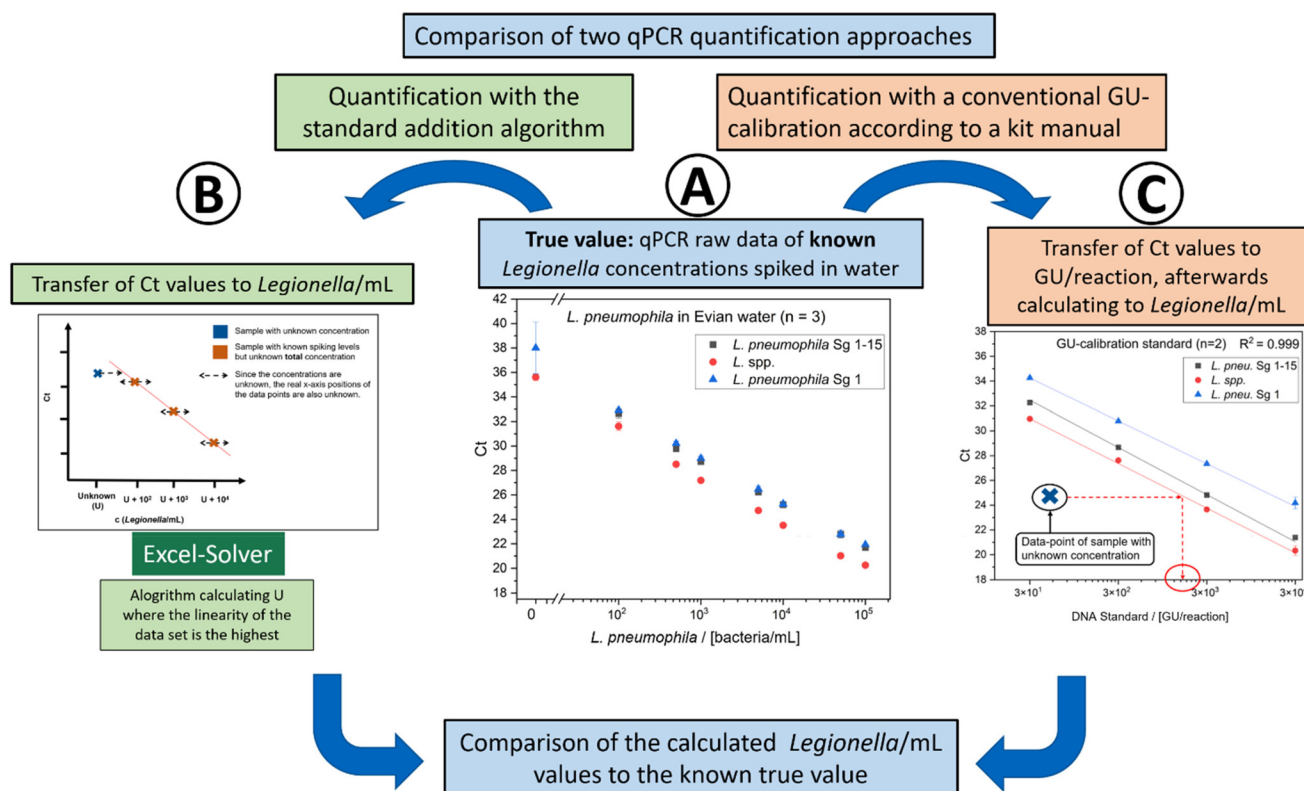 Comparison of two qPCR quantification approaches
Quantification with the
standard addition algorithm
Quantification with a conventional GU-
calibration according to a kit manual
B
A
C
Transfer of Ct values to Legionella/mL
True value: qPCR raw data of known
Legionella concentrations spiked in water
Transfer of Ct values to
GU/reaction, afterwards
calculating to Legionella/mL
Sample with unknown concentration
Sample with known spiking levels
but unknown total concentration
Since the concentrations are
unknown, the real x-axis positions of
the data points are also unknown.
Ct
Unknown
(U)
U + 10²
U + 10³
U + 10⁴
c (Legionella/mL)
Excel-Solver
Alogrithm calculating U
where the linearity of the
data set is the highest
L. pneumophila in Evian water (n = 3)
L. pneumophila Sg 1-15
L. spp.
L. pneumophila Sg 1
Ct
42
40
38
36
34
32
30
28
26
24
22
20
18
0
10²
10³
10⁴
10⁵
L. pneumophila / [bacteria/mL]
GU-calibration standard (n=2) R² = 0.999
L. pneu. Sg 1-15
L. spp.
L. pneu. Sg 1
Ct
38
36
34
32
30
28
26
24
22
20
18
Data-point of sample with
unknown concentration
3×10¹
3×10²
3×10³
DNA Standard / [GU/reaction]
Comparison of the calculated Legionella/mL
values to the known true value